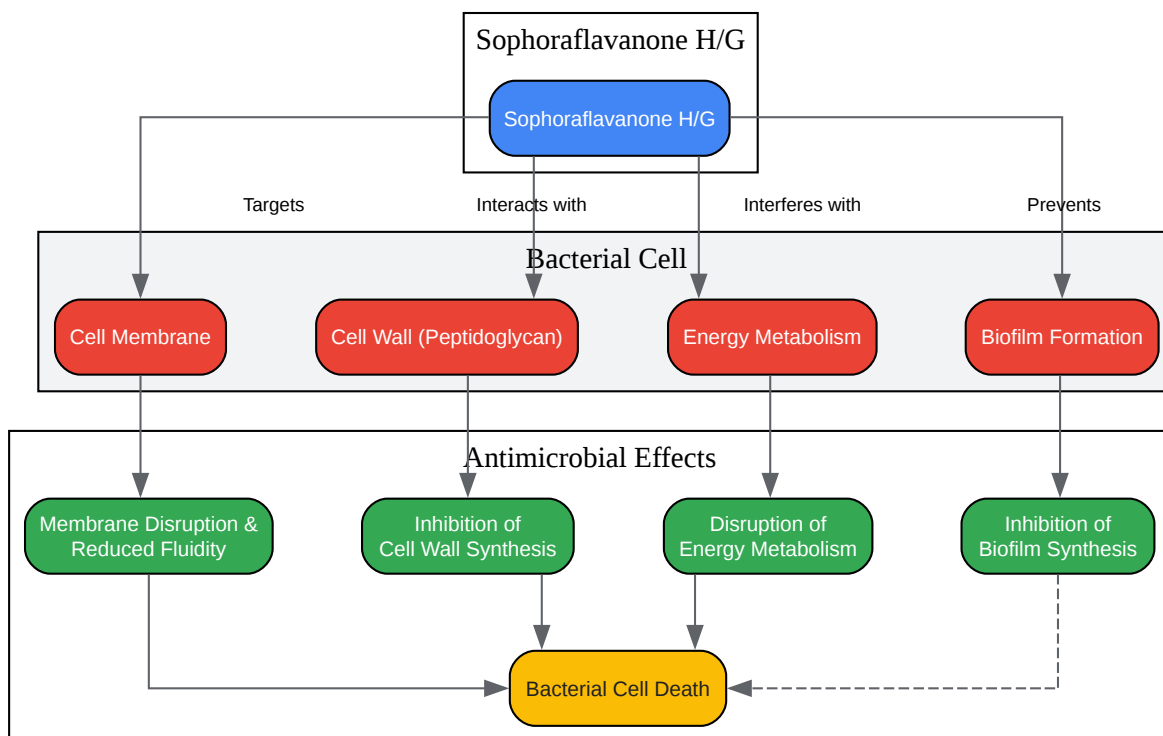 Sophoraflavanone H/G
Sophoraflavanone H/G
Targets
Interacts with
Interferes with
Prevents
Bacterial Cell
Cell Membrane
Cell Wall (Peptidoglycan)
Energy Metabolism
Biofilm Formation
Antimicrobial Effects
Membrane Disruption &
Reduced Fluidity
Inhibition of
Cell Wall Synthesis
Disruption of
Energy Metabolism
Inhibition of
Biofilm Synthesis
Bacterial Cell Death